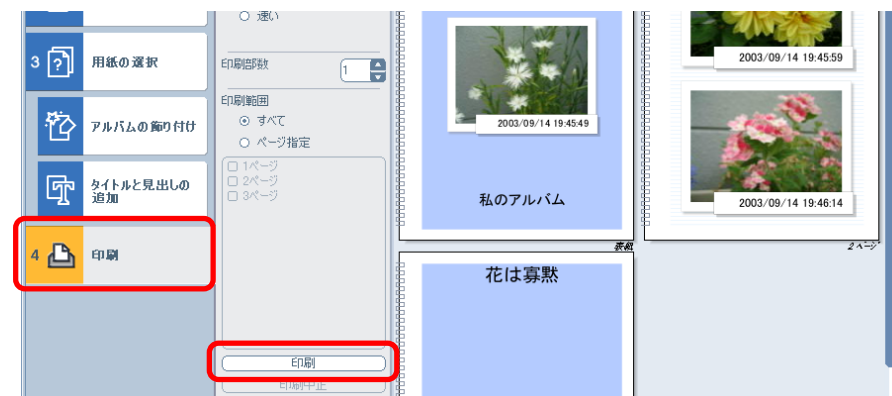 3 用紙の選択
アルバムの飾り付け
タイトルと見出しの
追加
4 印刷
速い
印刷部数
1
印刷範囲
すべて
ページ指定
1ページ
2ページ
3ページ
印刷
印刷中止
2003/09/14 19:45:49
私のアルバム
表紙
2003/09/14 19:45:59
2003/09/14 19:46:14
2ページ
花は寡黙